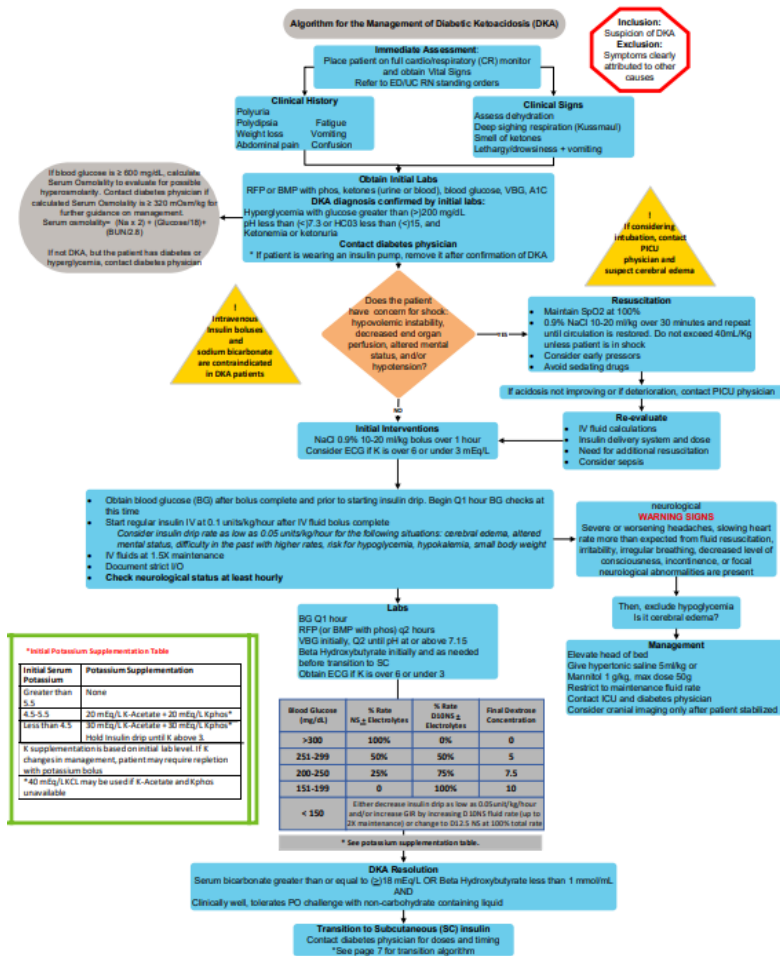 Algorithm for the Management of Diabetic Ketoacidosis (DKA)
Inclusion:
Suspicion of DKA
Exclusion:
Symptoms clearly
attributed to other
causes
Immediate Assessment:
Place patient on full cardio/respiratory (CR) monitor
and obtain Vital Signs
Refer to ED/UC RN standing orders
Clinical History
Polyuria
Polydipsia Fatigue
Weight loss Vomiting
Abdominal pain Confusion
Clinical Signs
Assess dehydration
Deep sighing respiration (Kussmaul)
Smell of ketones
Lethargy/drowsiness + vomiting
If blood glucose is ≥ 600 mg/dL, calculate
Serum Osmolality to evaluate for possible
hyperosmolarity. Contact diabetes physician if
calculated Serum Osmolality is ≥ 320 mOsm/kg for
further guidance on management.
Serum osmolality= (Na x 2) + (Glucose/18)+
(BUN/2.8)
If not DKA, but the patient has diabetes or
hyperglycemia, contact diabetes physician
Obtain Initial Labs
RFP or BMP with phos, ketones (urine or blood), blood glucose, VBG, A1C
DKA diagnosis confirmed by initial labs:
Hyperglycemia with glucose greater than (>)200 mg/dL
pH less than (<)7.3 or HC03 less than (<)15, and
Ketonemia or ketonuria
Contact diabetes physician
* If patient is wearing an insulin pump, remove it after confirmation of DKA
!
If considering
intubation, contact
PICU
physician and
suspect cerebral edema
!
Intravenous
Insulin boluses
and
sodium bicarbonate
are contraindicated
in DKA patients
Does the patient
have concern for shock:
hypovolemic instability,
decreased end organ
perfusion, altered mental
status, and/or
hypotension?
YES
Resuscitation
• Maintain SpO2 at 100%
• 0.9% NaCl 10-20 ml/kg over 30 minutes and repeat
until circulation is restored. Do not exceed 40mL/Kg
unless patient is in shock
• Consider early pressors
• Avoid sedating drugs
If acidosis not improving or if deterioration, contact PICU physician
NO
Initial Interventions
NaCl 0.9% 10-20 ml/kg bolus over 1 hour
Consider ECG if K is over 6 or under 3 mEq/L
Re-evaluate
• IV fluid calculations
• Insulin delivery system and dose
• Need for additional resuscitation
• Consider sepsis
• Obtain blood glucose (BG) after bolus complete and prior to starting insulin drip. Begin Q1 hour BG checks at
this time
• Start regular insulin IV at 0.1 units/kg/hour after IV fluid bolus complete
Consider insulin drip rate as low as 0.05 units/kg/hour for the following situations: cerebral edema, altered
mental status, difficulty in the past with higher rates, risk for hypoglycemia, hypokalemia, small body weight
• IV fluids at 1.5X maintenance
• Document strict I/O
• Check neurological status at least hourly
neurological
WARNING SIGNS
Severe or worsening headaches, slowing heart
rate more than expected from fluid resuscitation,
irritability, irregular breathing, decreased level of
consciousness, incontinence, or focal
neurological abnormalities are present
Then, exclude hypoglycemia
Is it cerebral edema?
Management
Elevate head of bed
Give hypertonic saline 5ml/kg or
Mannitol 1 g/kg, max dose 50g
Restrict to maintenance fluid rate
Contact ICU and diabetes physician
Consider cranial imaging only after patient stabilized
Labs
BG Q1 hour
RFP (or BMP with phos) q2 hours
VBG initially, Q2 until pH at or above 7.15
Beta Hydroxybutyrate initially and as needed
before transition to SC
Obtain ECG if K is over 6 or under 3
*Initial Potassium Supplementation Table
Initial Serum Potassium Potassium Supplementation
Greater than 5.5 None
4.5-5.5 20 mEq/L K-Acetate + 20 mEq/L Kphos*
Less than 4.5 30 mEq/L K-Acetate + 30 mEq/L Kphos*
Hold Insulin drip until K above 3.
K supplementation is based on initial lab level. If K
changes in management, patient may require repletion
with potassium bolus
*40 mEq/L KCL may be used if K-Acetate and Kphos
unavailable
Blood Glucose (mg/dL) % Rate NS ± Electrolytes % Rate D10NS ± Electrolytes Final Dextrose Concentration
>300 100% 0% 0
251-299 50% 50% 5
200-250 25% 75% 7.5
151-199 0 100% 10
< 150 Either decrease insulin drip as low as 0.05unit/kg/hour
and/or increase GIR by increasing D10NS fluid rate (up to
2X maintenance) or change to D12.5 NS at 100% total rate
* See potassium supplementation table.
DKA Resolution
Serum bicarbonate greater than or equal to (≥)18 mEq/L OR Beta Hydroxybutyrate less than 1 mmol/mL
AND
Clinically well, tolerates PO challenge with non-carbohydrate containing liquid
Transition to Subcutaneous (SC) insulin
Contact diabetes physician for doses and timing
*See page 7 for transition algorithm